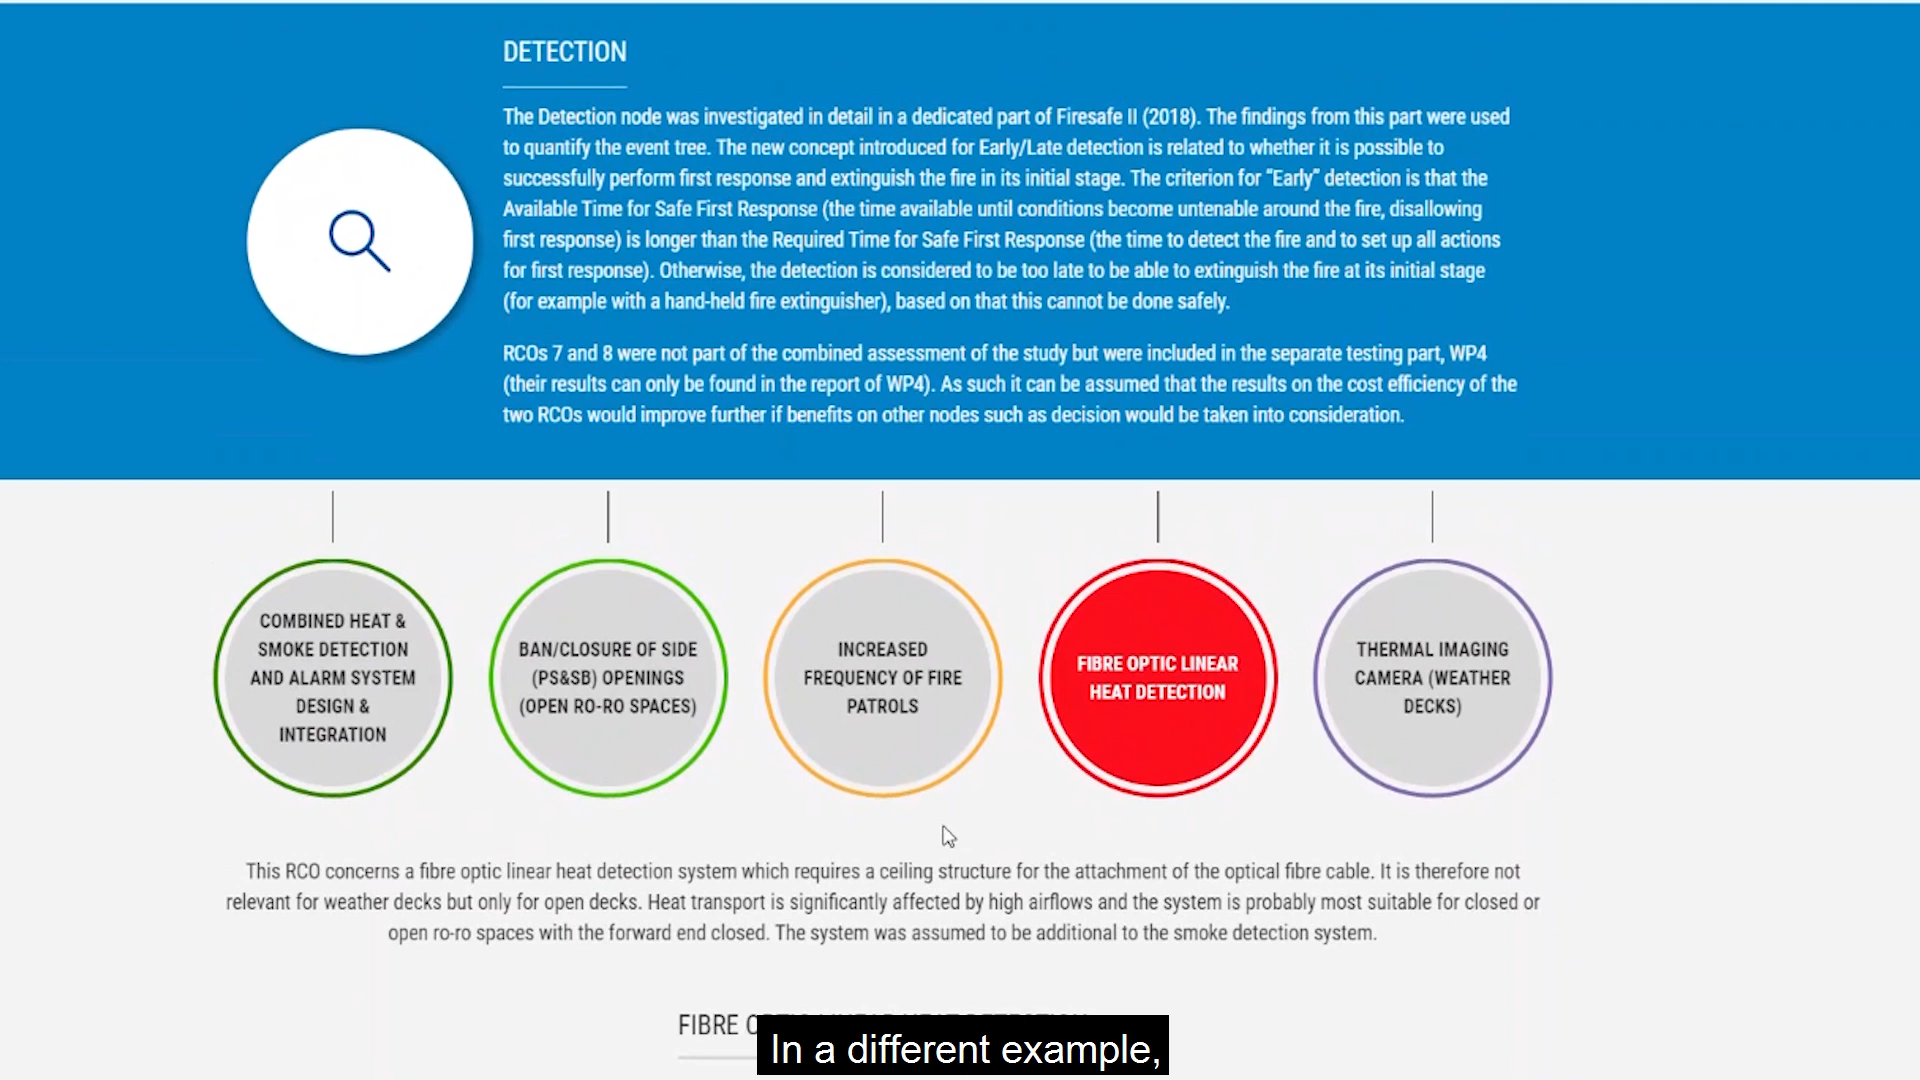 DETECTION
The Detection node was investigated in detail in a dedicated part of Firesafe II (2018). The findings from this part were used
to quantify the event tree. The new concept introduced for Early/Late detection is related to whether it is possible to
successfully perform first response and extinguish the fire in its initial stage. The criterion for “Early” detection is that the
Available Time for Safe First Response (the time available until conditions become untenable around the fire, disallowing
first response) is longer than the Required Time for Safe First Response (the time to detect the fire and to set up all actions
for first response). Otherwise, the detection is considered to be too late to be able to extinguish the fire at its initial stage
(for example with a hand-held fire extinguisher), based on that this cannot be done safely.
RCOs 7 and 8 were not part of the combined assessment of the study but were included in the separate testing part, WP4
(their results can only be found in the report of WP4). As such it can be assumed that the results on the cost efficiency of the
two RCOs would improve further if benefits on other nodes such as decision would be taken into consideration.
COMBINED HEAT &
SMOKE DETECTION
AND ALARM SYSTEM
DESIGN &
INTEGRATION
BAN/CLOSURE OF SIDE
(PS&SB) OPENINGS
(OPEN RO-RO SPACES)
INCREASED
FREQUENCY OF FIRE
PATROLS
FIBRE OPTIC LINEAR
HEAT DETECTION
THERMAL IMAGING
CAMERA (WEATHER
DECKS)
This RCO concerns a fibre optic linear heat detection system which requires a ceiling structure for the attachment of the optical fibre cable. It is therefore not
relevant for weather decks but only for open decks. Heat transport is significantly affected by high airflows and the system is probably most suitable for closed or
open ro-ro spaces with the forward end closed. The system was assumed to be additional to the smoke detection system.
FIBRE
In a different example,